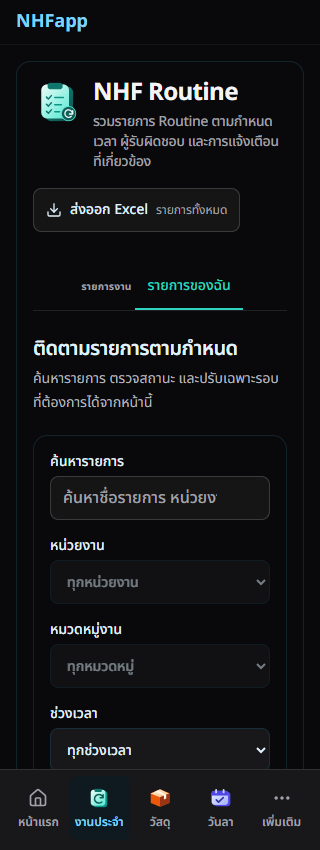 NHFapp
NHF Routine
รวมรายการ Routine ตามกำหนด
เวลา ผู้รับผิดชอบ และการแจ้งเตือน
ที่เกี่ยวข้อง
ส่งออก Excel รายการทั้งหมด
รายการงาน รายการของฉัน
ติดตามรายการตามกำหนด
ค้นหารายการ ตรวจสถานะ และปรับเฉพาะรอบ
ที่ต้องการได้จากหน้านี้
ค้นหารายการ
ค้นหาชื่อรายการ หน่วยง
หน่วยงาน
ทุกหน่วยงาน
หมวดหมู่งาน
ทุกหมวดหมู่
ช่วงเวลา
ทุกช่วงเวลา
หน้าแรก งานประจำ วัสดุ วันลา เพิ่มเติม